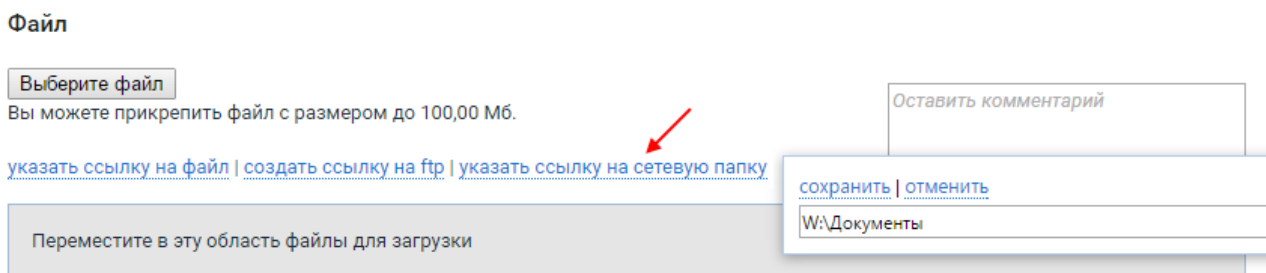 Файл
Выберите файл
Вы можете прикрепить файл с размером до 100,00 Мб.
Оставить комментарий
указать ссылку на файл | создать ссылку на ftp | указать ссылку на сетевую папку
сохранить | отменить
W:\Документы
Переместите в эту область файлы для загрузки